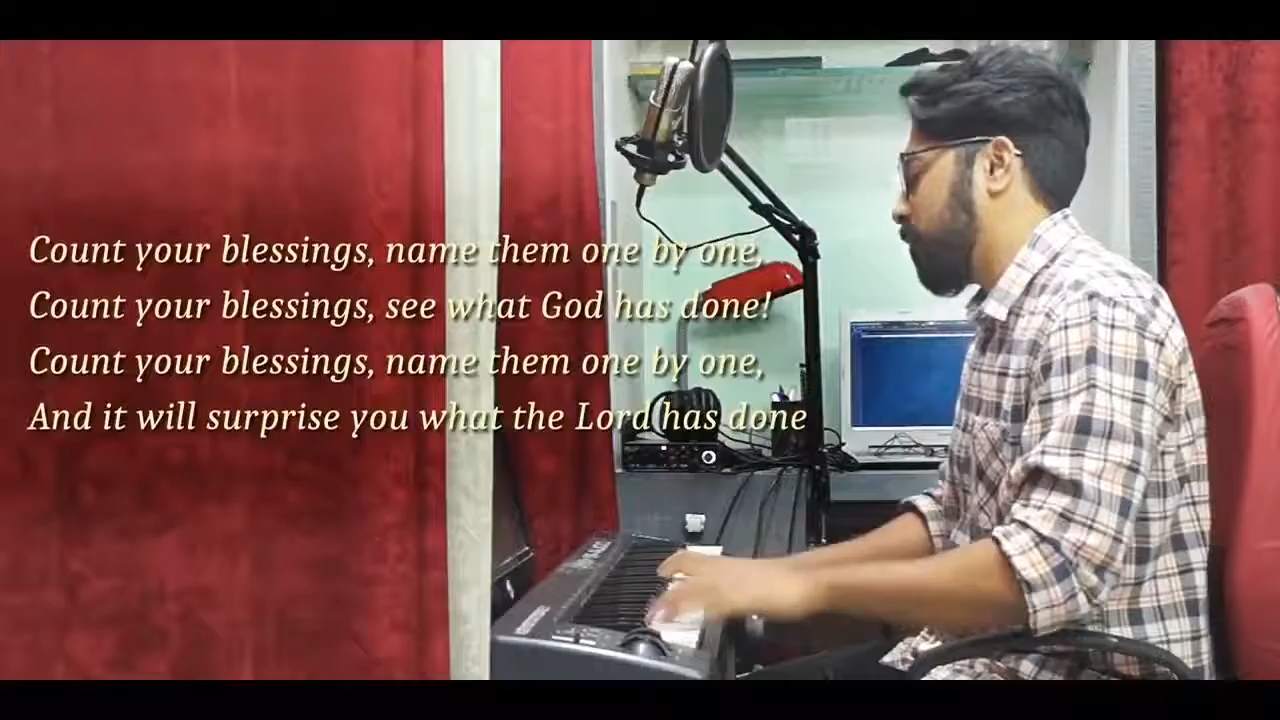 Count your blessings, name them one by one,
Count your blessings, see what God has done!
Count your blessings, name them one by one,
And it will surprise you what the Lord has done